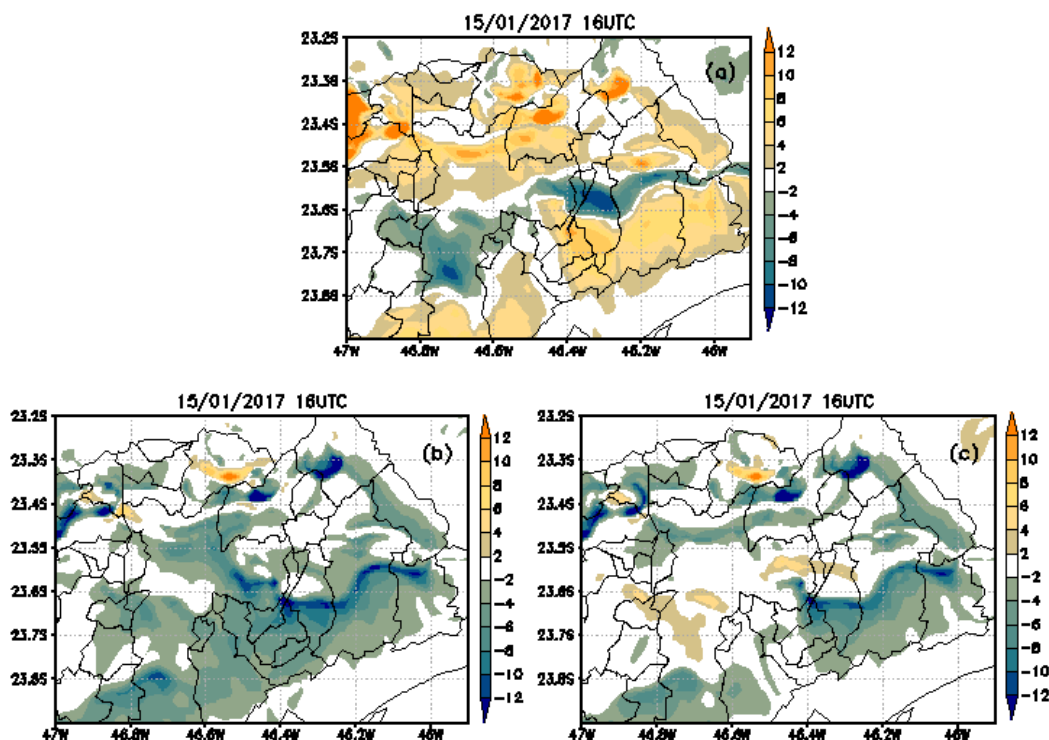 15/01/2017 16UTC
(a)
23.2S
23.3S
23.4S
23.5S
23.6S
23.7S
23.8S
47W 46.8W 46.6W 46.4W 46.2W 46W
12
10
8
6
4
2
-2
-4
-6
-8
-10
-12
15/01/2017 16UTC
(b)
23.2S
23.3S
23.4S
23.5S
23.6S
23.7S
23.8S
47W 46.8W 46.6W 46.4W 46.2W 46W
12
10
8
6
4
2
-2
-4
-6
-8
-10
-12
15/01/2017 16UTC
(c)
23.2S
23.3S
23.4S
23.5S
23.6S
23.7S
23.8S
47W 46.8W 46.6W 46.4W 46.2W 46W
12
10
8
6
4
2
-2
-4
-6
-8
-10
-12